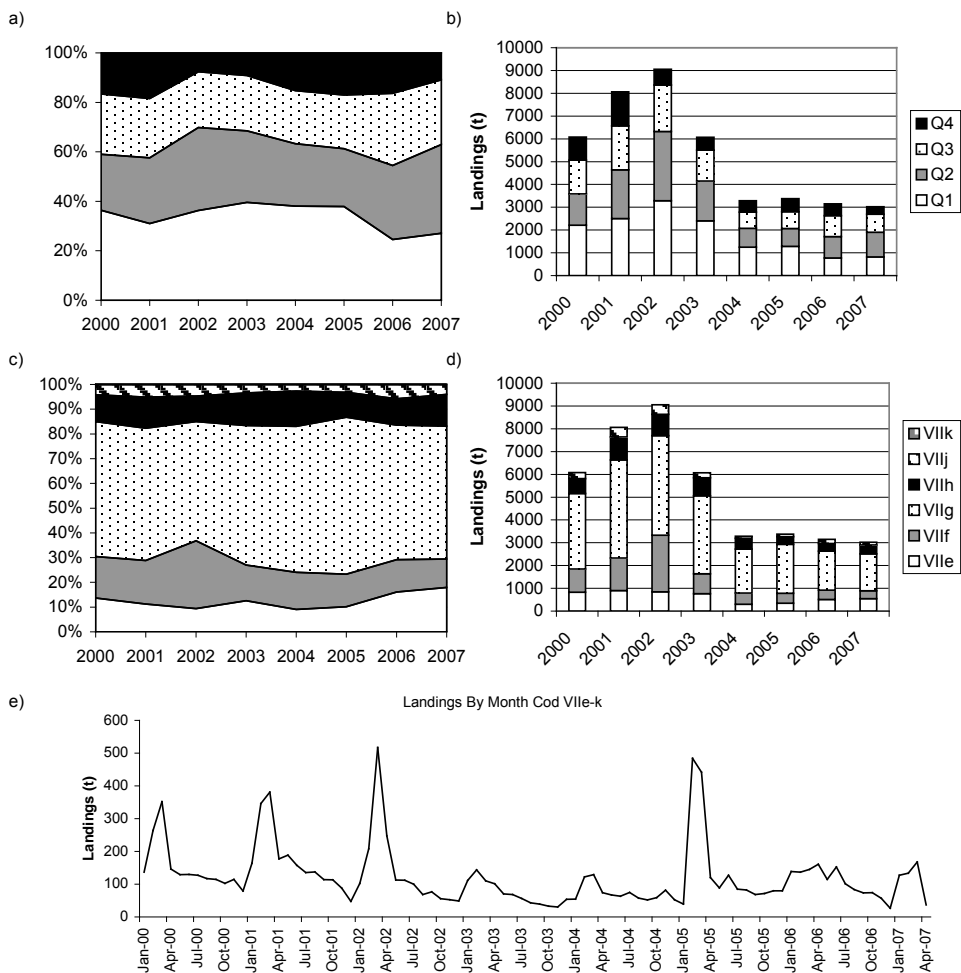 a)
100%
80%
60%
40%
20%
0%
2000 2001 2002 2003 2004 2005 2006 2007
b)
Landings (t)
10000
9000
8000
7000
6000
5000
4000
3000
2000
1000
0
2000 2001 2002 2003 2004 2005 2006 2007
Q4
Q3
Q2
Q1
c)
100%
90%
80%
70%
60%
50%
40%
30%
20%
10%
0%
2000 2001 2002 2003 2004 2005 2006 2007
d)
Landings (t)
10000
9000
8000
7000
6000
5000
4000
3000
2000
1000
0
2000 2001 2002 2003 2004 2005 2006 2007
VIIk
VIIj
VIIh
VIIg
VIIf
VIIe
e)
Landings By Month Cod VIIe-k
Landings (t)
600
500
400
300
200
100
0
Jan-00 Apr-00 Jul-00 Oct-00 Jan-01 Apr-01 Jul-01 Oct-01 Jan-02 Apr-02 Jul-02 Oct-02 Jan-03 Apr-03 Jul-03 Oct-03 Jan-04 Apr-04 Jul-04 Oct-04 Jan-05 Apr-05 Jul-05 Oct-05 Jan-06 Apr-06 Jul-06 Oct-06 Jan-07 Apr-07